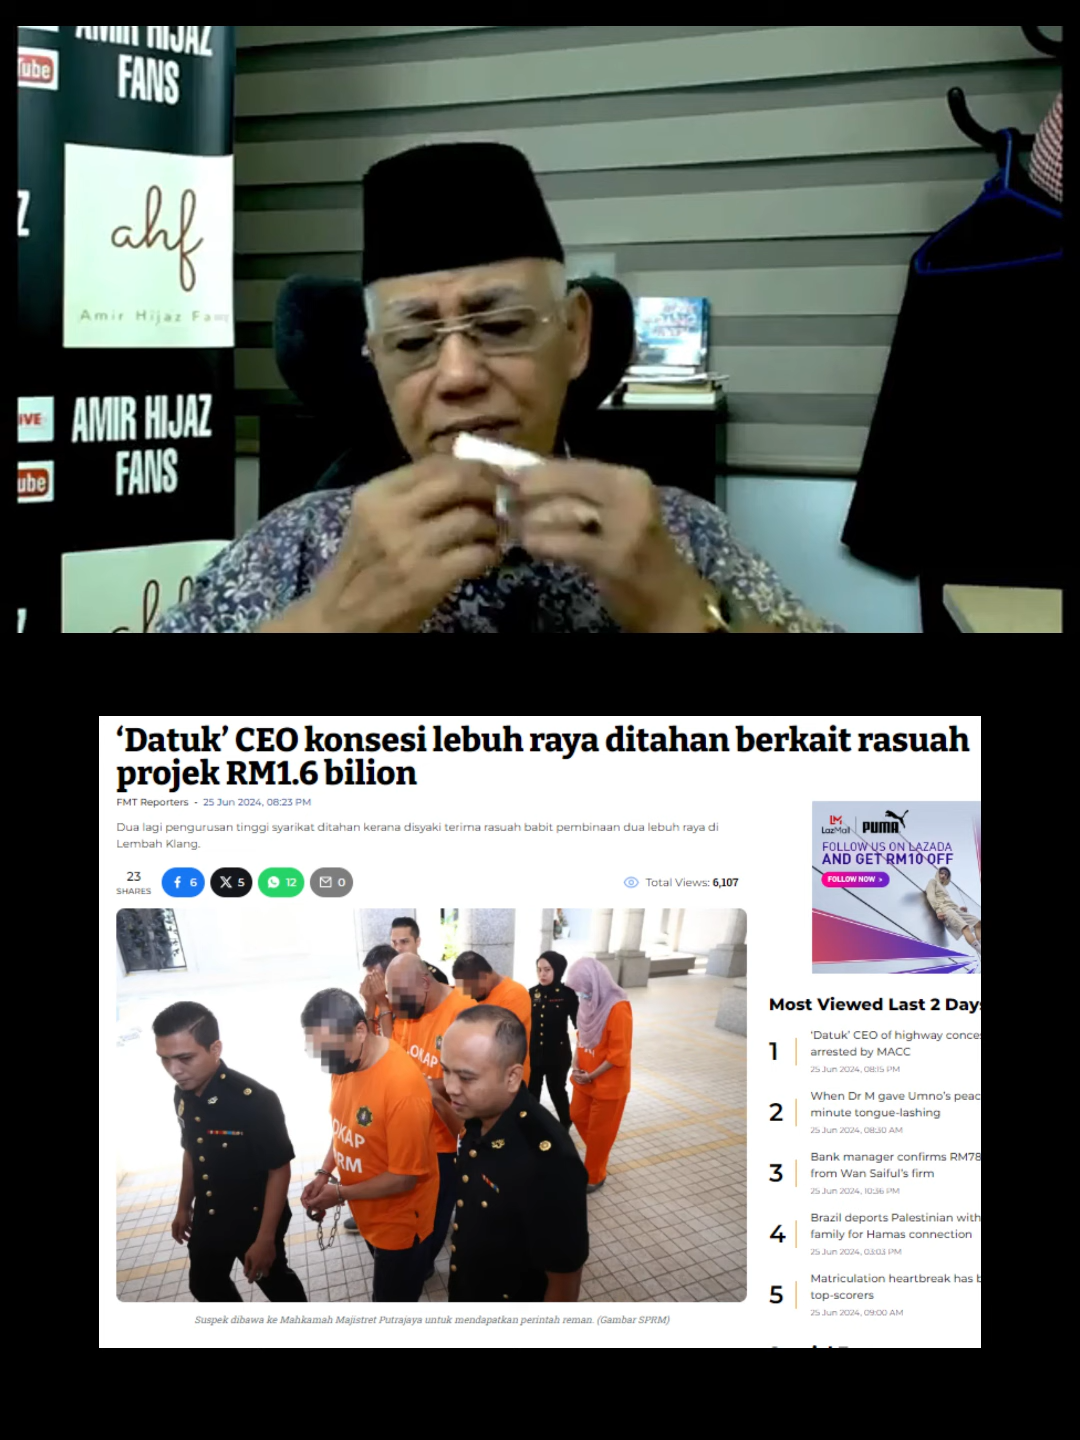 AMIR HIJAZ
FANS
ahf
Amir Hijaz Fans
AMIR HIJAZ
FANS
‘Datuk’ CEO konsesi lebuh raya ditahan berkait rasuah
projek RM1.6 bilion
FMT Reporters - 25 Jun 2024, 08:23 PM
Dua lagi pengurusan tinggi syarikat ditahan kerana disyaki terima rasuah babit pembinaan dua lebuh raya di
Lembah Klang.
23
SHARES
6
5
12
0
Total Views: 6,107
LazMall PUMA
FOLLOW US ON LAZADA
AND GET RM10 OFF
FOLLOW NOW >
LOKAP
SPRM
Suspek dibawa ke Mahkamah Majistret Putrajaya untuk mendapatkan perintah reman. (Gambar SPRM)
Most Viewed Last 2 Days
1
‘Datuk’ CEO of highway conce
arrested by MACC
25 Jun 2024, 08:15 PM
2
When Dr M gave Umno’s peac
minute tongue-lashing
25 Jun 2024, 08:30 AM
3
Bank manager confirms RM78
from Wan Saiful’s firm
25 Jun 2024, 10:36 PM
4
Brazil deports Palestinian with
family for Hamas connection
25 Jun 2024, 03:03 PM
5
Matriculation heartbreak has b
top-scorers
25 Jun 2024, 09:00 AM